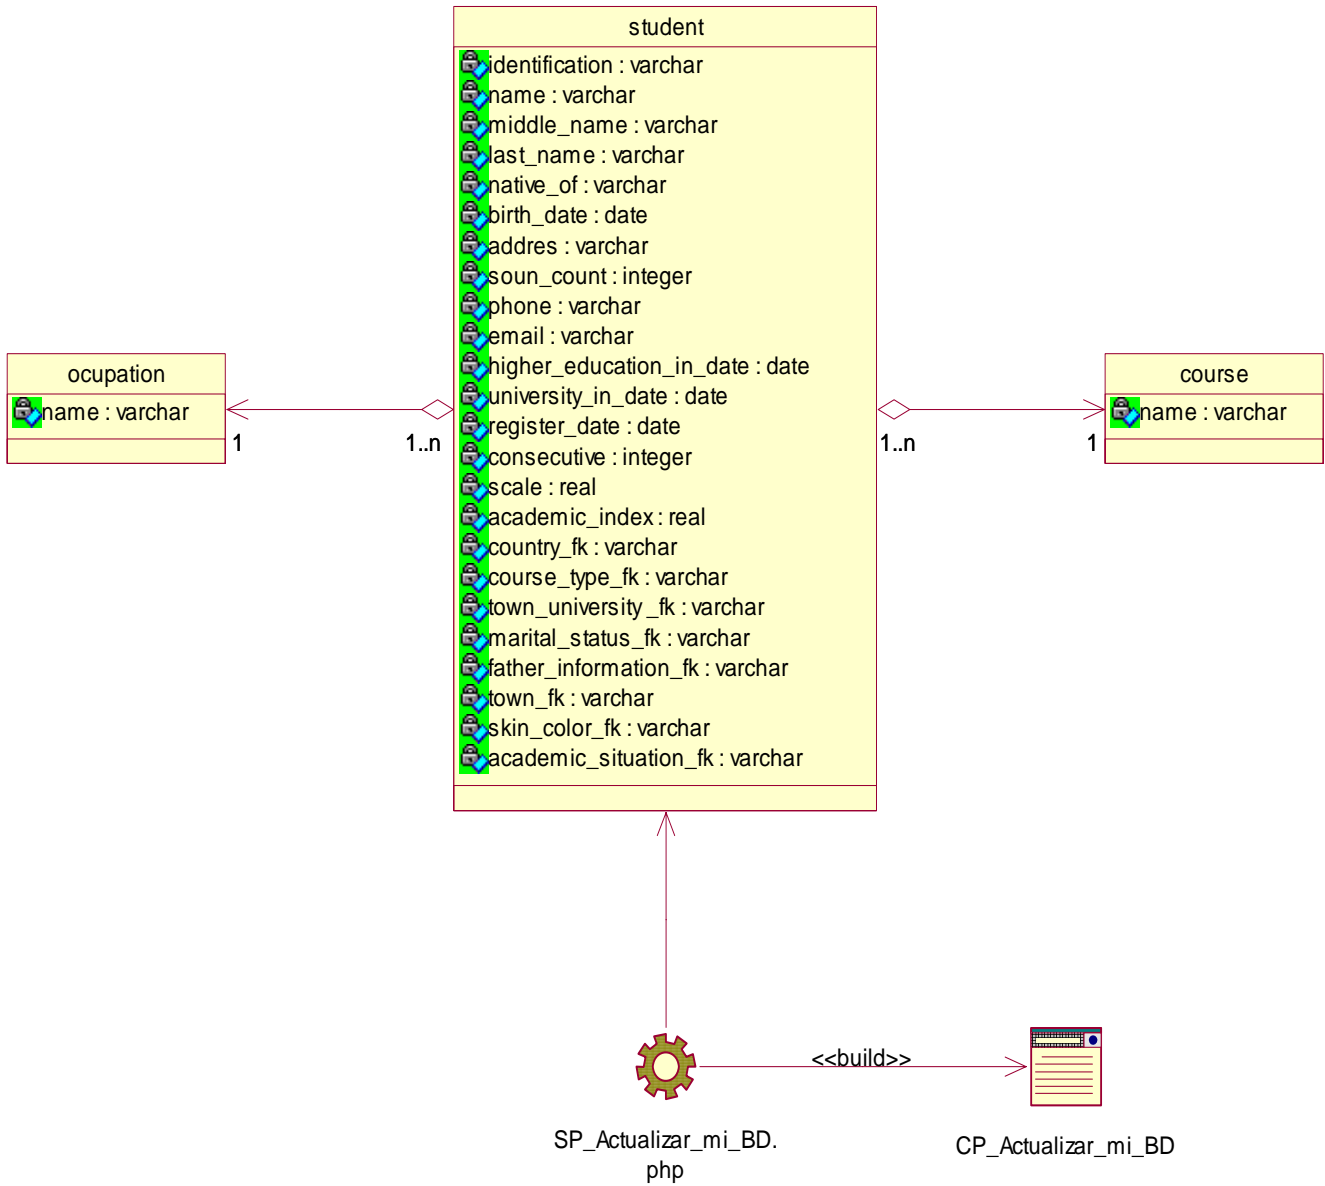 student
identification : varchar
name : varchar
middle_name : varchar
last_name : varchar
native_of : varchar
birth_date : date
addres : varchar
soun_count : integer
phone : varchar
email : varchar
higher_education_in_date : date
university_in_date : date
register_date : date
consecutive : integer
scale : real
academic_index : real
country_fk : varchar
course_type_fk : varchar
town_university_fk : varchar
marital_status_fk : varchar
father_information_fk : varchar
town_fk : varchar
skin_color_fk : varchar
academic_situation_fk : varchar
ocupation
name : varchar
1
1..n
course
name : varchar
1..n
1
<<build>>
SP_Actualizar_mi_BD.
php
CP_Actualizar_mi_BD